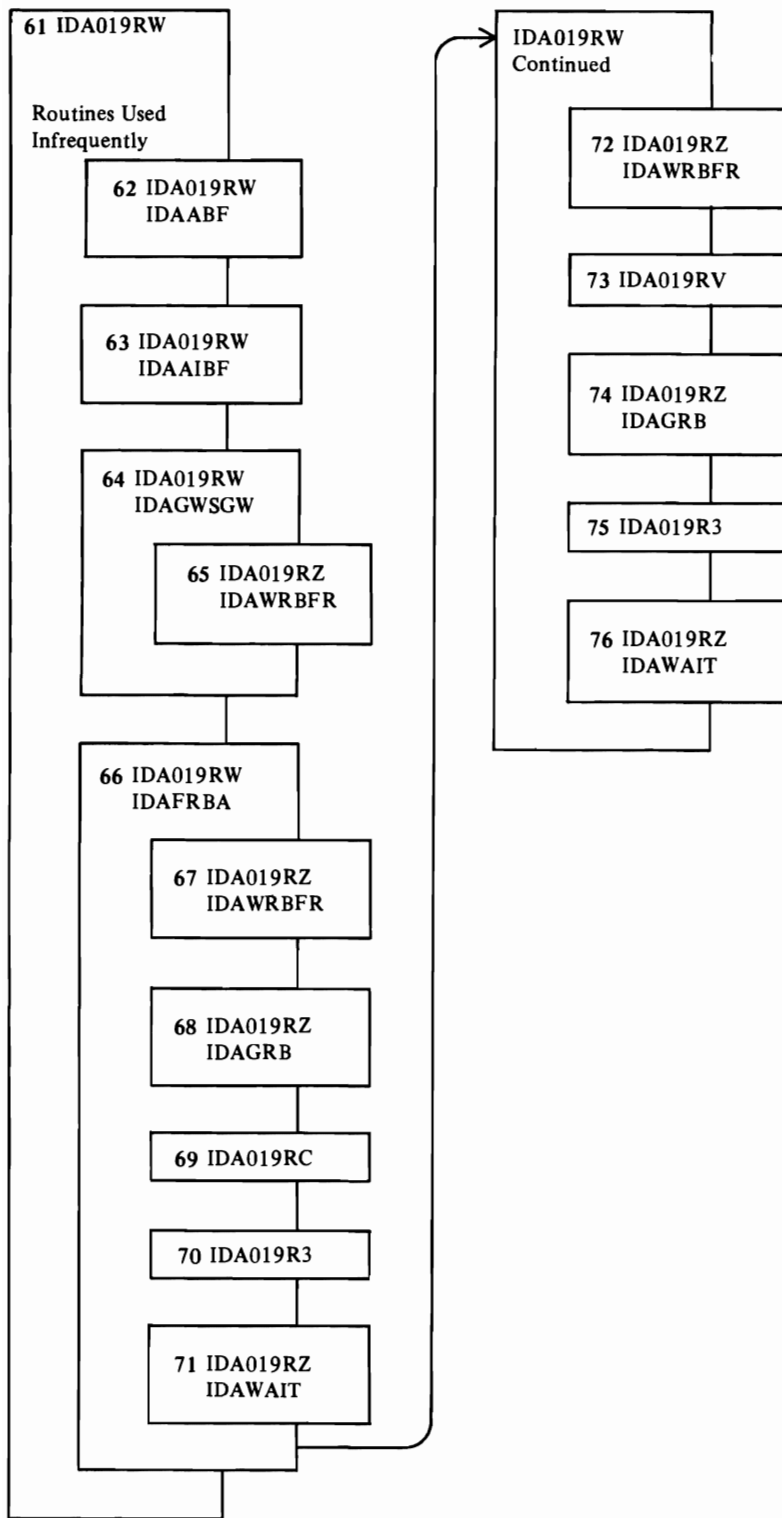 61 IDA019RW
Routines Used
Infrequently
62 IDA019RW
IDAABF
63 IDA019RW
IDAAIBF
64 IDA019RW
IDAGWSGW
65 IDA019RZ
IDAWRBFR
66 IDA019RW
IDAFRBA
67 IDA019RZ
IDAWRBFR
68 IDA019RZ
IDAGRB
69 IDA019RC
70 IDA019R3
71 IDA019RZ
IDAWAIT
IDA019RW
Continued
72 IDA019RZ
IDAWRBFR
73 IDA019RV
74 IDA019RZ
IDAGRB
75 IDA019R3
76 IDA019RZ
IDAWAIT